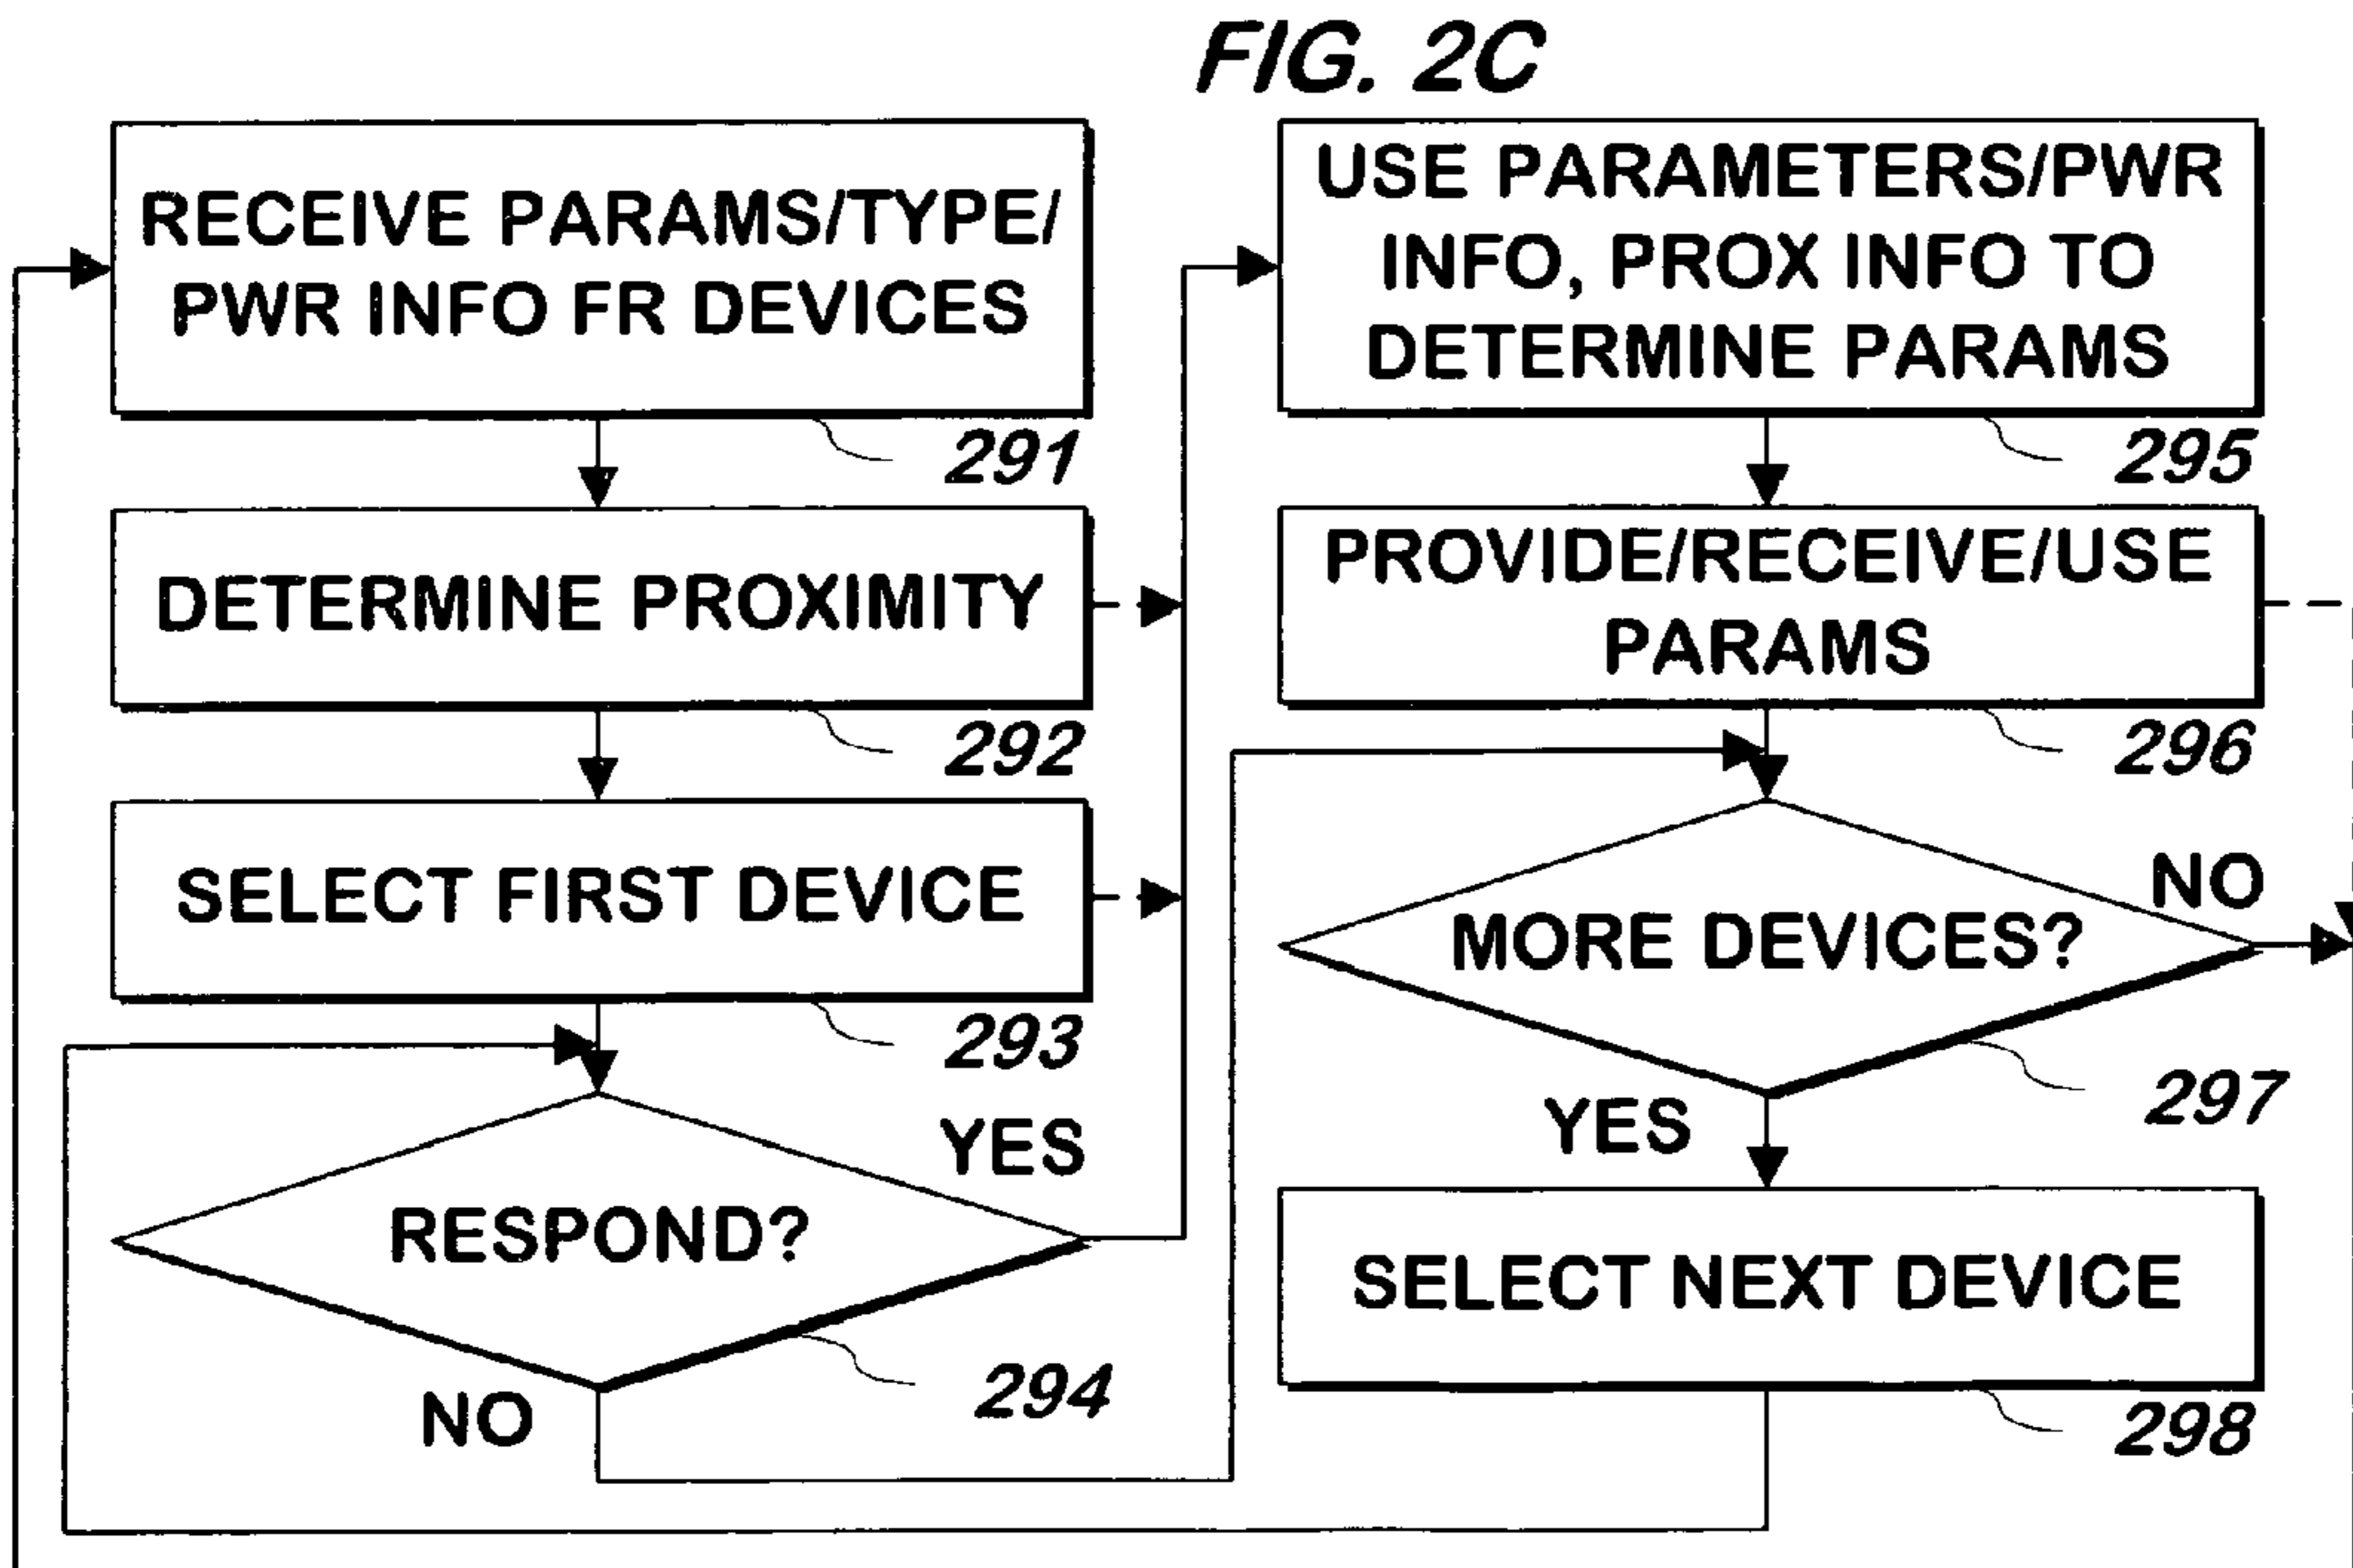 FIG. 2C
RECEIVE PARAMS/TYPE/
PWR INFO FR DEVICES
291
DETERMINE PROXIMITY
292
SELECT FIRST DEVICE
293
YES
RESPOND?
294
NO
USE PARAMETERS/PWR
INFO, PROX INFO TO
DETERMINE PARAMS
295
PROVIDE/RECEIVE/USE
PARAMS
296
NO
MORE DEVICES?
297
YES
SELECT NEXT DEVICE
298